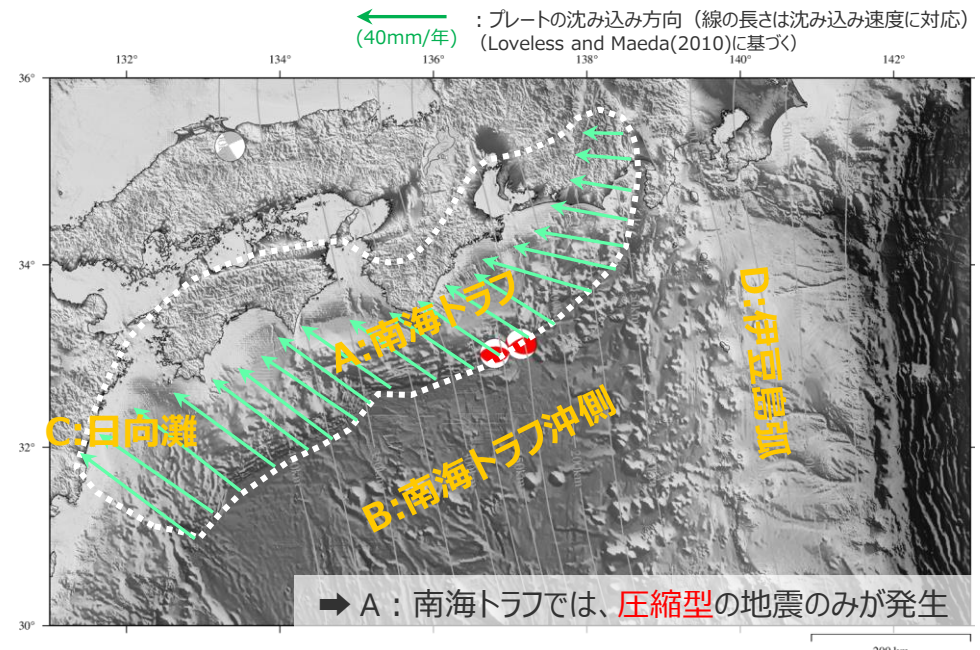 ：プレートの沈み込み方向（線の長さは沈み込み速度に対応）
(40mm/年)
（Loveless and Maeda(2010)に基づく）
132°
134°
136°
138°
140°
142°
36°
34°
32°
30°
A:南海トラフ
B:南海トラフ沖側
C:日向灘
D:伊豆島弧
➡ A：南海トラフでは、圧縮型の地震のみが発生